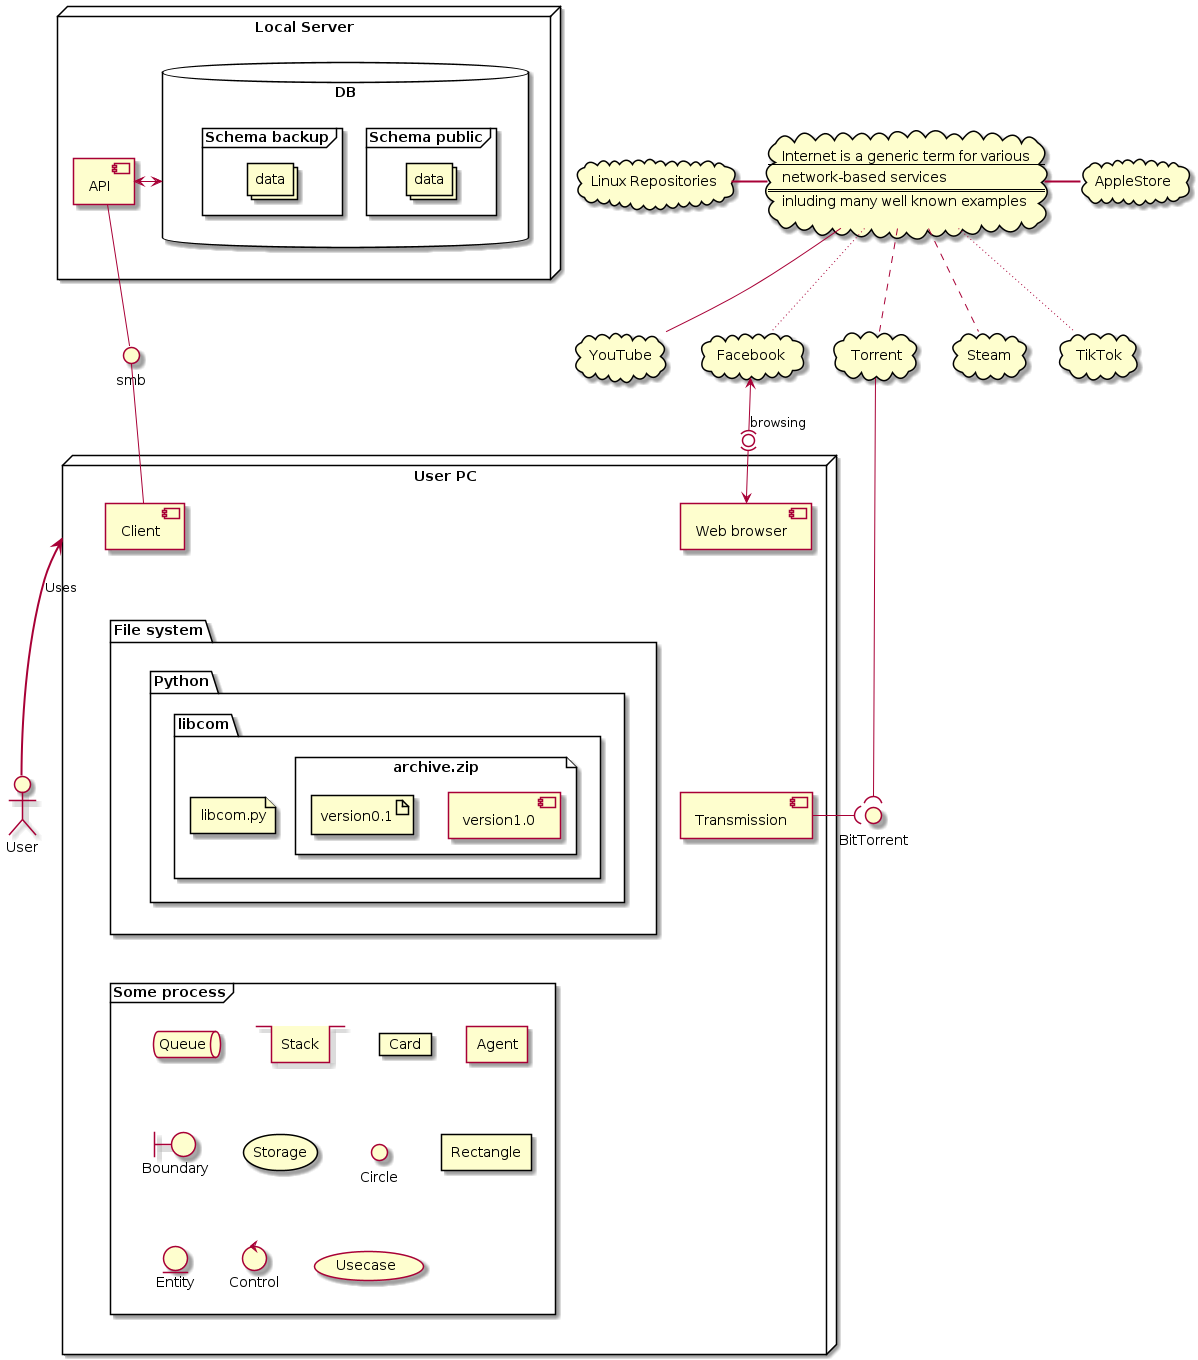 Local Server
DB
Schema backup
Schema public
data
data
API
Linux Repositories
Internet is a generic term for various
network-based services
inluding many well known examples
AppleStore
YouTube
Facebook
Torrent
Steam
TikTok
smb
browsing
User PC
Client
Web browser
Uses
File system
Python
libcom
archive.zip
libcom.py
version0.1
version1.0
Transmission
BitTorrent
User
Some process
Queue
Stack
Card
Agent
Boundary
Storage
Circle
Rectangle
Entity
Control
Usecase